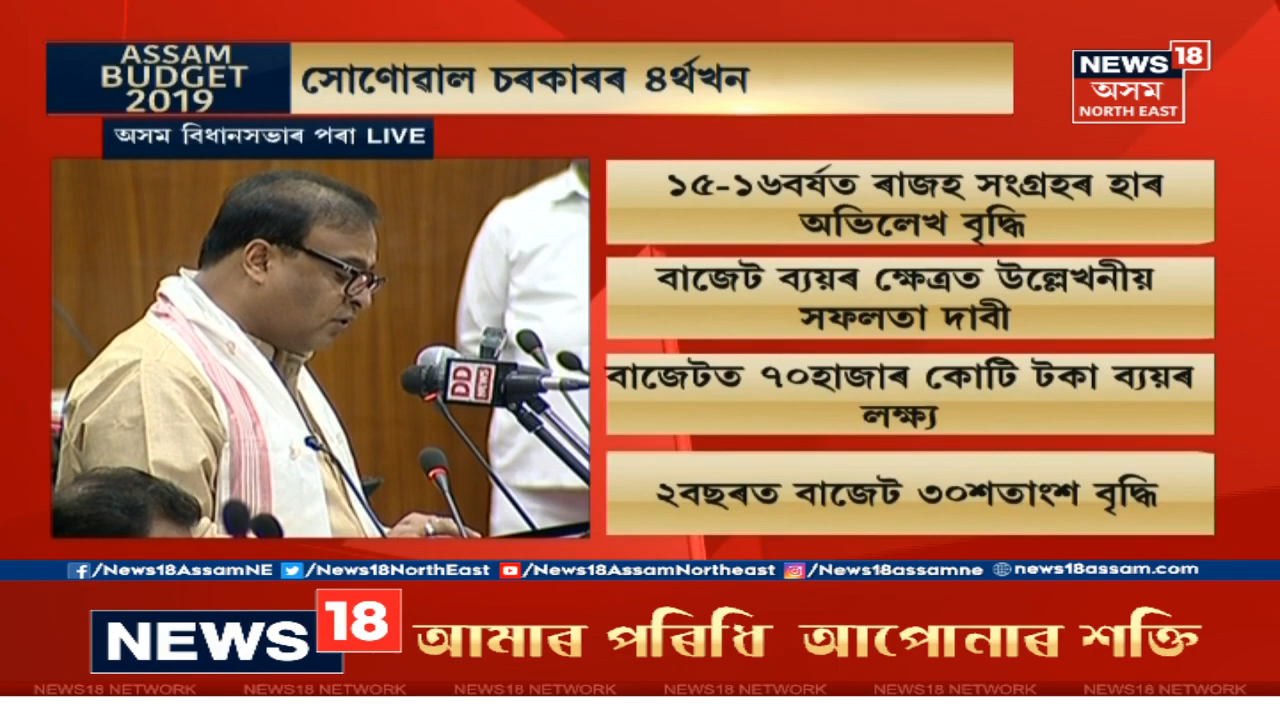 ASSAM
BUDGET
2019
সোণোৱাল চৰকাৰৰ ৪ৰ্থখন
NEWS 18
অসম
NORTH EAST
অসম বিধানসভাৰ পৰা LIVE
১৫-১৬বৰ্ষত ৰাজহ সংগ্ৰহৰ হাৰ
অভিলেখ বৃদ্ধি
বাজেট ব্যয়ৰ ক্ষেত্ৰত উল্লেখনীয়
সফলতা দাবী
DD
NEWS
বাজেটত ৭০হাজাৰ কোটি টকা ব্যয়ৰ
লক্ষ্য
২বছৰত বাজেট ৩০শতাংশ বৃদ্ধি
/News18AssamNE /News18NorthEast /News18AssamNortheast /News18assamne news18assam.com
NEWS 18 আমাৰ পৰিধি আপোনাৰ শক্তি
NEWS18 NETWORK NEWS18 NETWORK NEWS18 NETWORK NEWS18 NETWORK NEWS18 NETWORK NEWS18 NETWORK